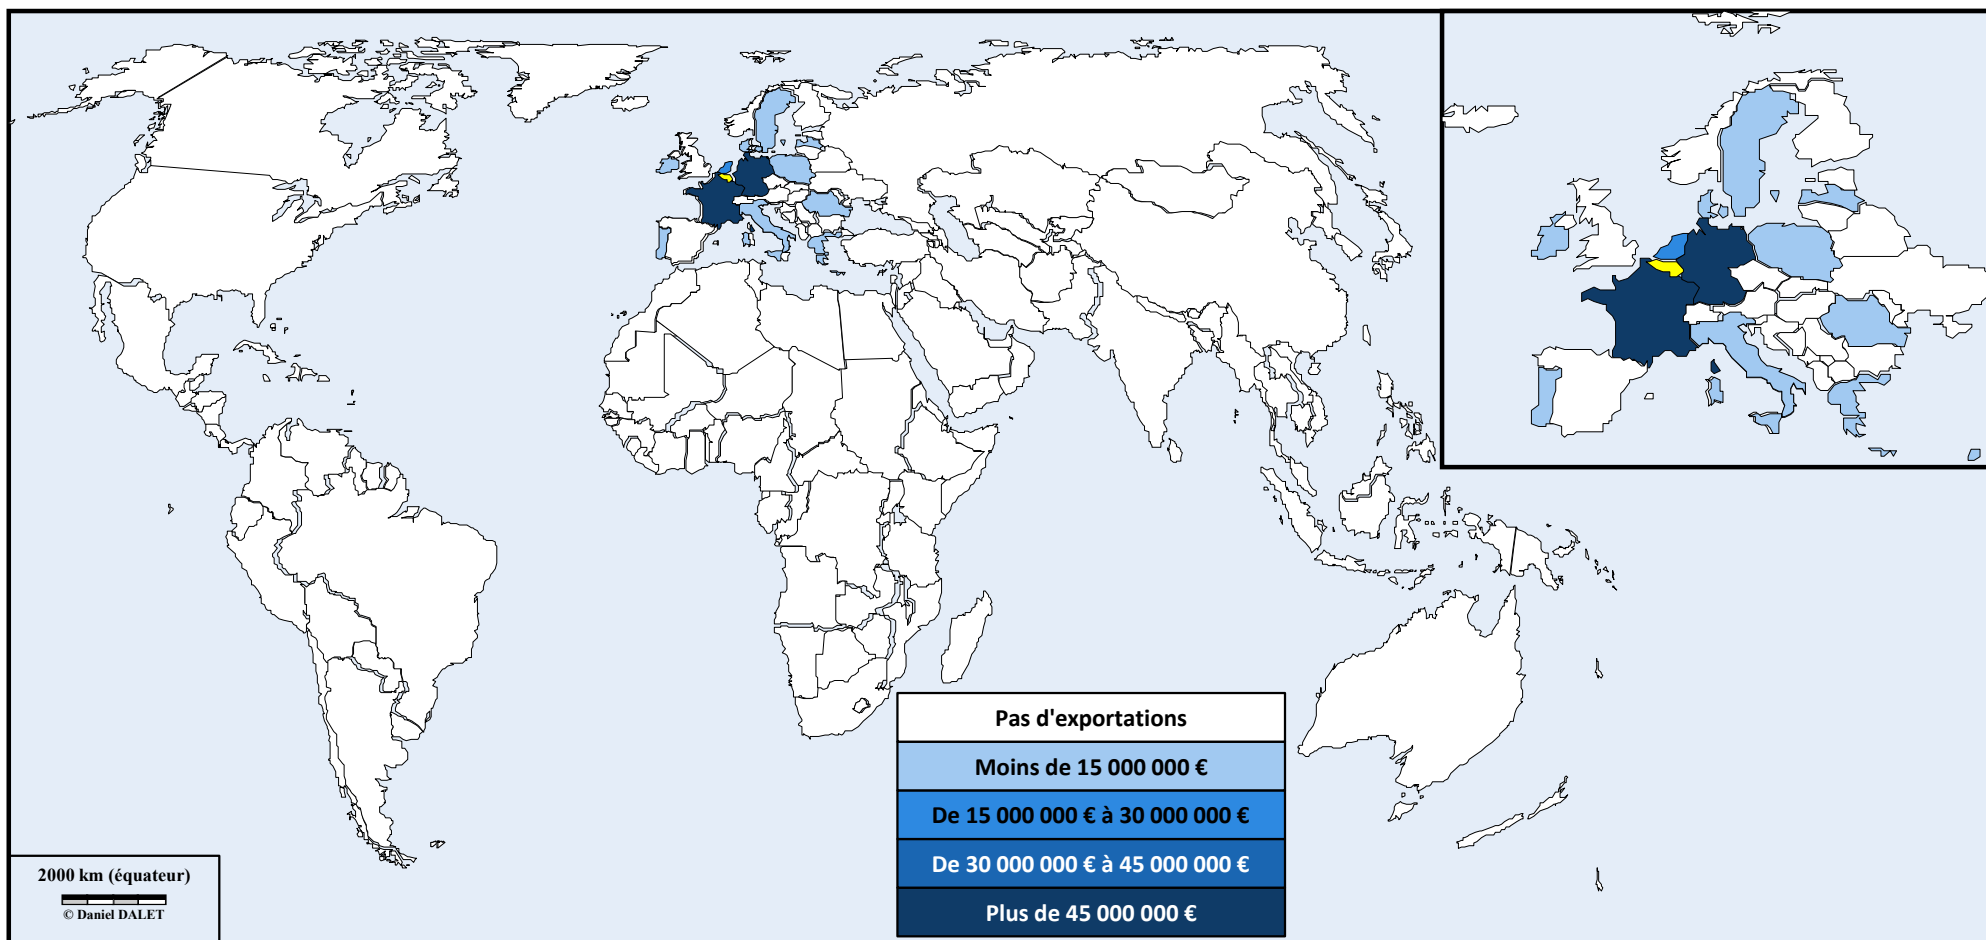 Pas d'exportations
Moins de 15 000 000 €
De 15 000 000 € à 30 000 000 €
De 30 000 000 € à 45 000 000 €
Plus de 45 000 000 €
2000 km (équateur)
© Daniel DALET